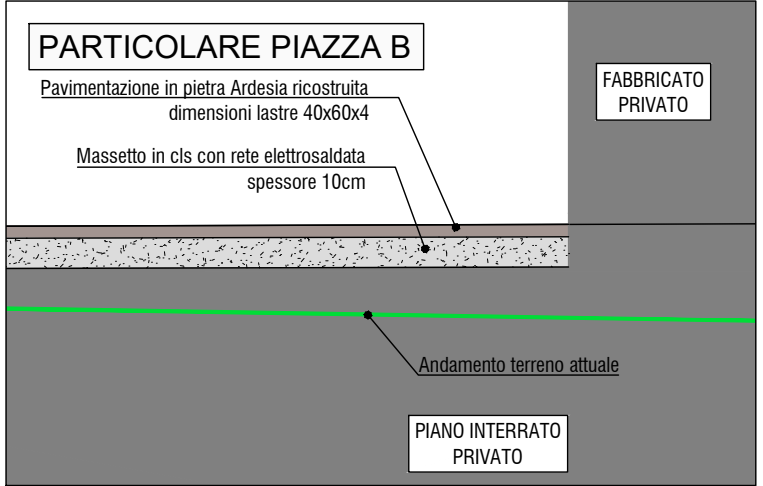 PARTICOLARE PIAZZA B
Pavimentazione in pietra Ardesia ricostruita
dimensioni lastre 40x60x4
Massetto in cls con rete elettrosaldata
spessore 10cm
FABBRICATO
PRIVATO
Andamento terreno attuale
PIANO INTERRATO
PRIVATO